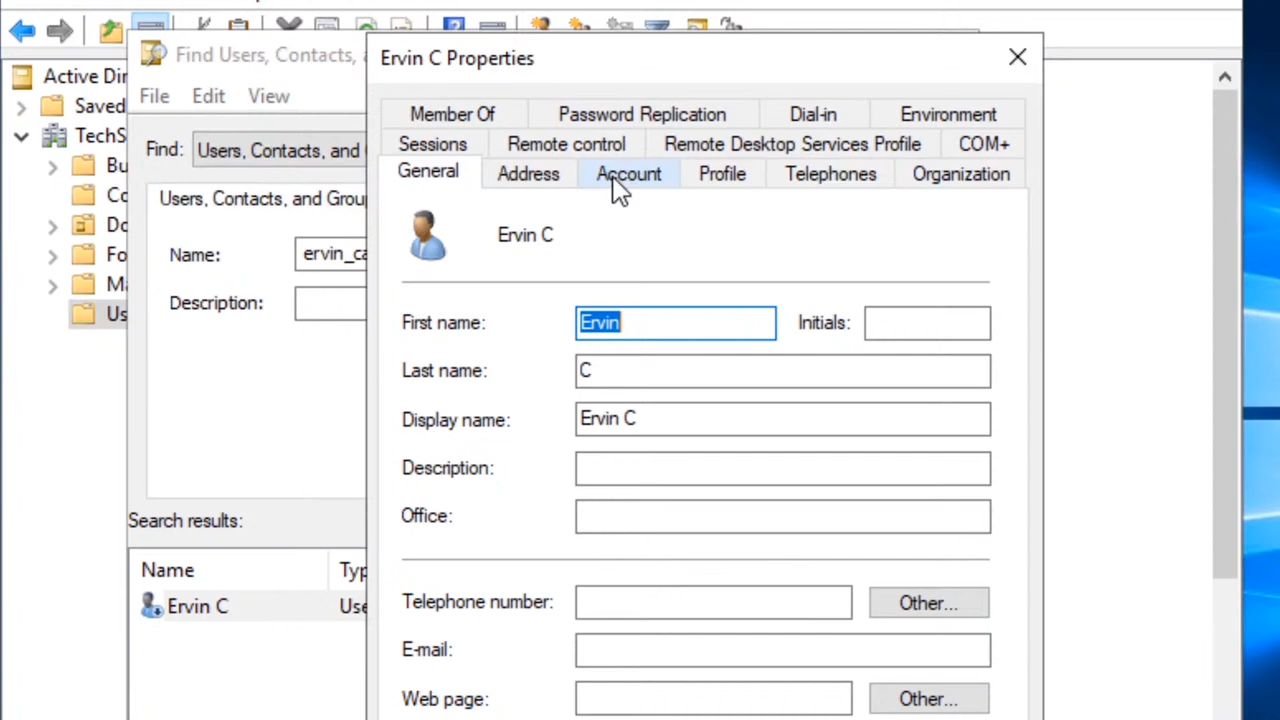 Find Users, Contacts, a
File Edit View
Active Dir
Saved
TechS
Bu
Co
Do
Fo
Ma
Us
Find: Users, Contacts, and
Users, Contacts, and Grou
Name: ervin_ca
Description:
Search results:
Name Typ
Ervin C Use
Ervin C Properties
Member Of Password Replication Dial-in Environment
Sessions Remote control Remote Desktop Services Profile COM+
General Address Account Profile Telephones Organization
Ervin C
First name: Ervin Initials:
Last name: C
Display name: Ervin C
Description:
Office:
Telephone number: Other...
E-mail:
Web page: Other...